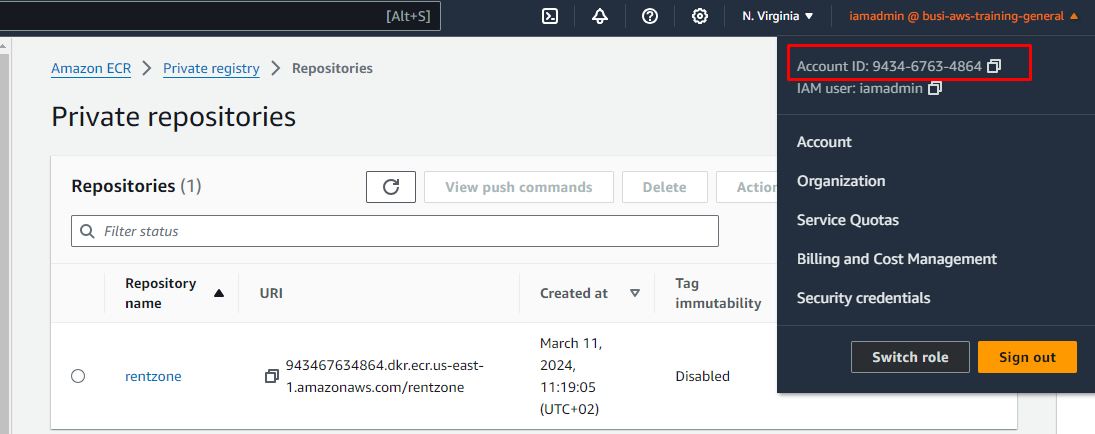 [Alt+S]
N. Virginia
iamadmin @ busi-aws-training-general
Account ID: 9434-6763-4864
IAM user: iamadmin
Account
Organization
Service Quotas
Billing and Cost Management
Security credentials
Switch role
Sign out
Amazon ECR
Private registry
Repositories
Private repositories
Repositories (1)
View push commands
Delete
Action
Filter status
Repository
name
URI
Created at
Tag
immutability
rentzone
943467634864.dkr.ecr.us-east-
1.amazonaws.com/rentzone
March 11,
2024,
11:19:05
(UTC+02)
Disabled